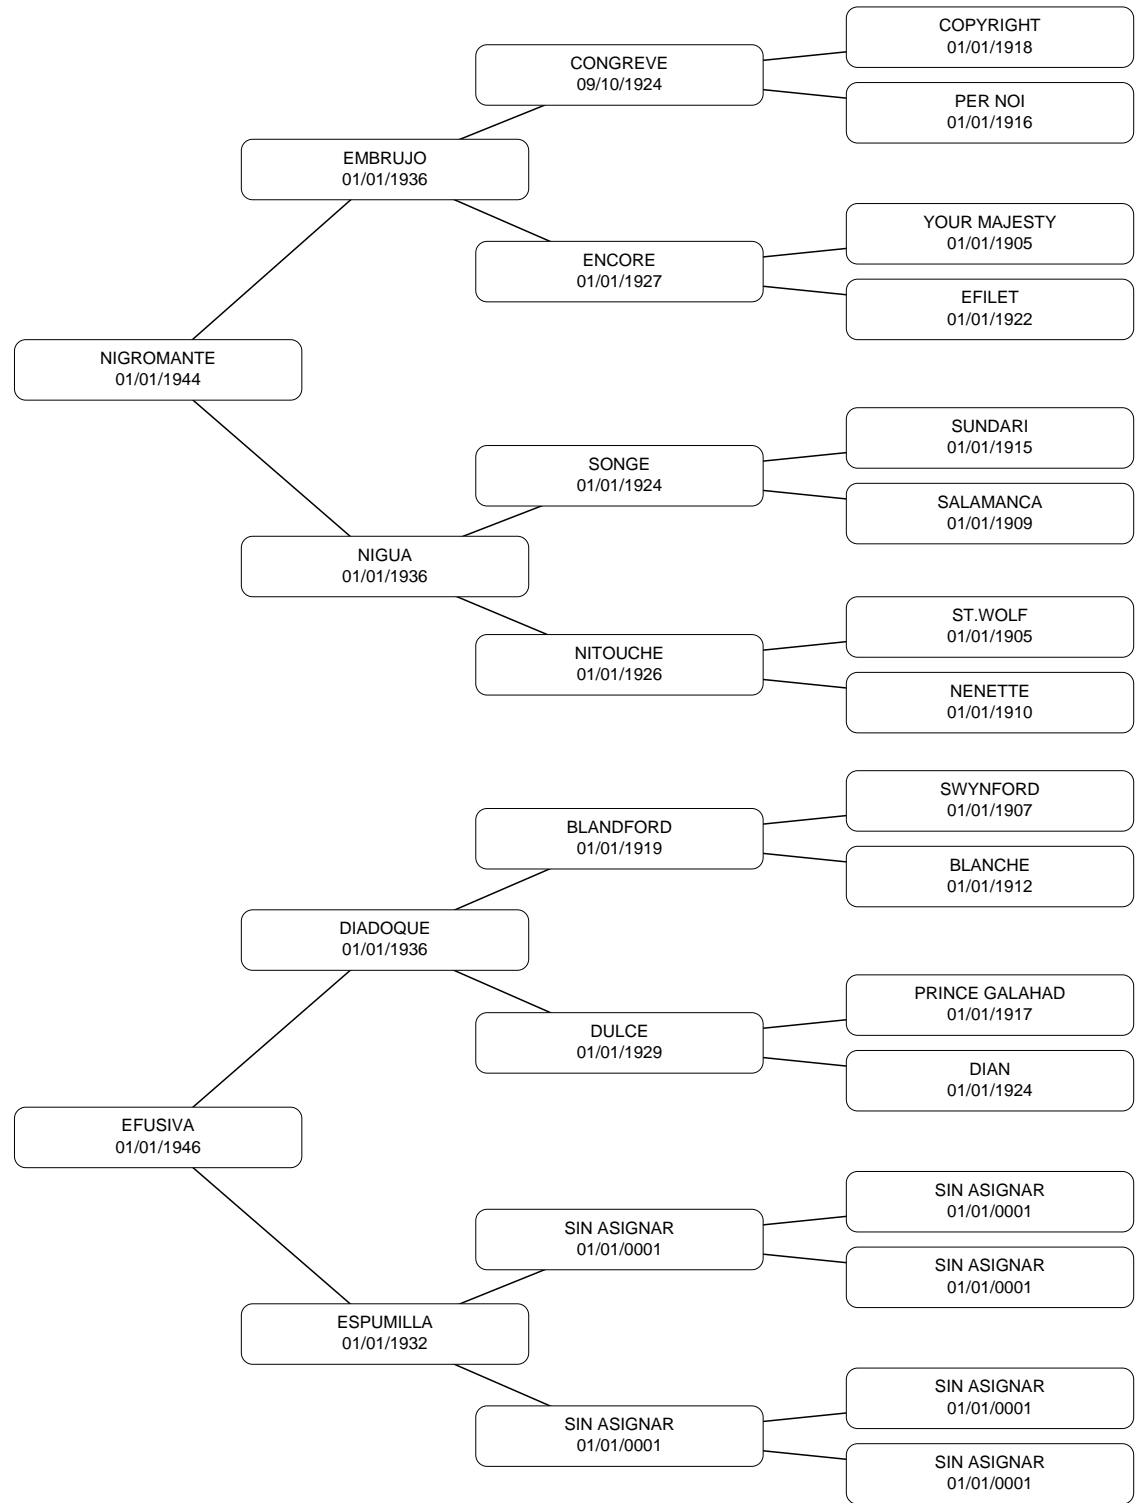 COPYRIGHT
01/01/1918
CONGREVE
09/10/1924
PER NOI
01/01/1916
EMBRUJO
01/01/1936
YOUR MAJESTY
01/01/1905
ENCORE
01/01/1927
EFILET
01/01/1922
NIGROMANTE
01/01/1944
SUNDARI
01/01/1915
SONGE
01/01/1924
SALAMANCA
01/01/1909
NIGUA
01/01/1936
ST.WOLF
01/01/1905
NITOUCHE
01/01/1926
NENETTE
01/01/1910
SWYNFORD
01/01/1907
BLANDFORD
01/01/1919
BLANCHE
01/01/1912
DIADOQUE
01/01/1936
PRINCE GALAHAD
01/01/1917
DULCE
01/01/1929
DIAN
01/01/1924
EFUSIVA
01/01/1946
SIN ASIGNAR
01/01/0001
SIN ASIGNAR
01/01/0001
SIN ASIGNAR
01/01/0001
ESPUMILLA
01/01/1932
SIN ASIGNAR
01/01/0001
SIN ASIGNAR
01/01/0001
SIN ASIGNAR
01/01/0001